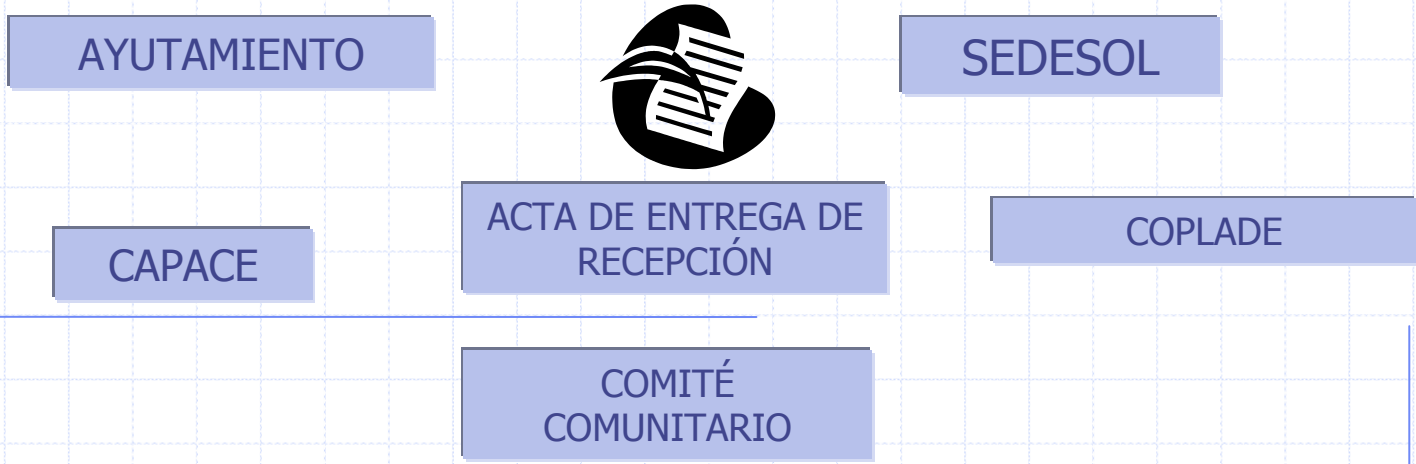 AYUTAMIENTO
SEDESOL
ACTA DE ENTREGA DE
RECEPCIÓN
COPLADE
CAPACE
COMITÉ
COMUNITARIO